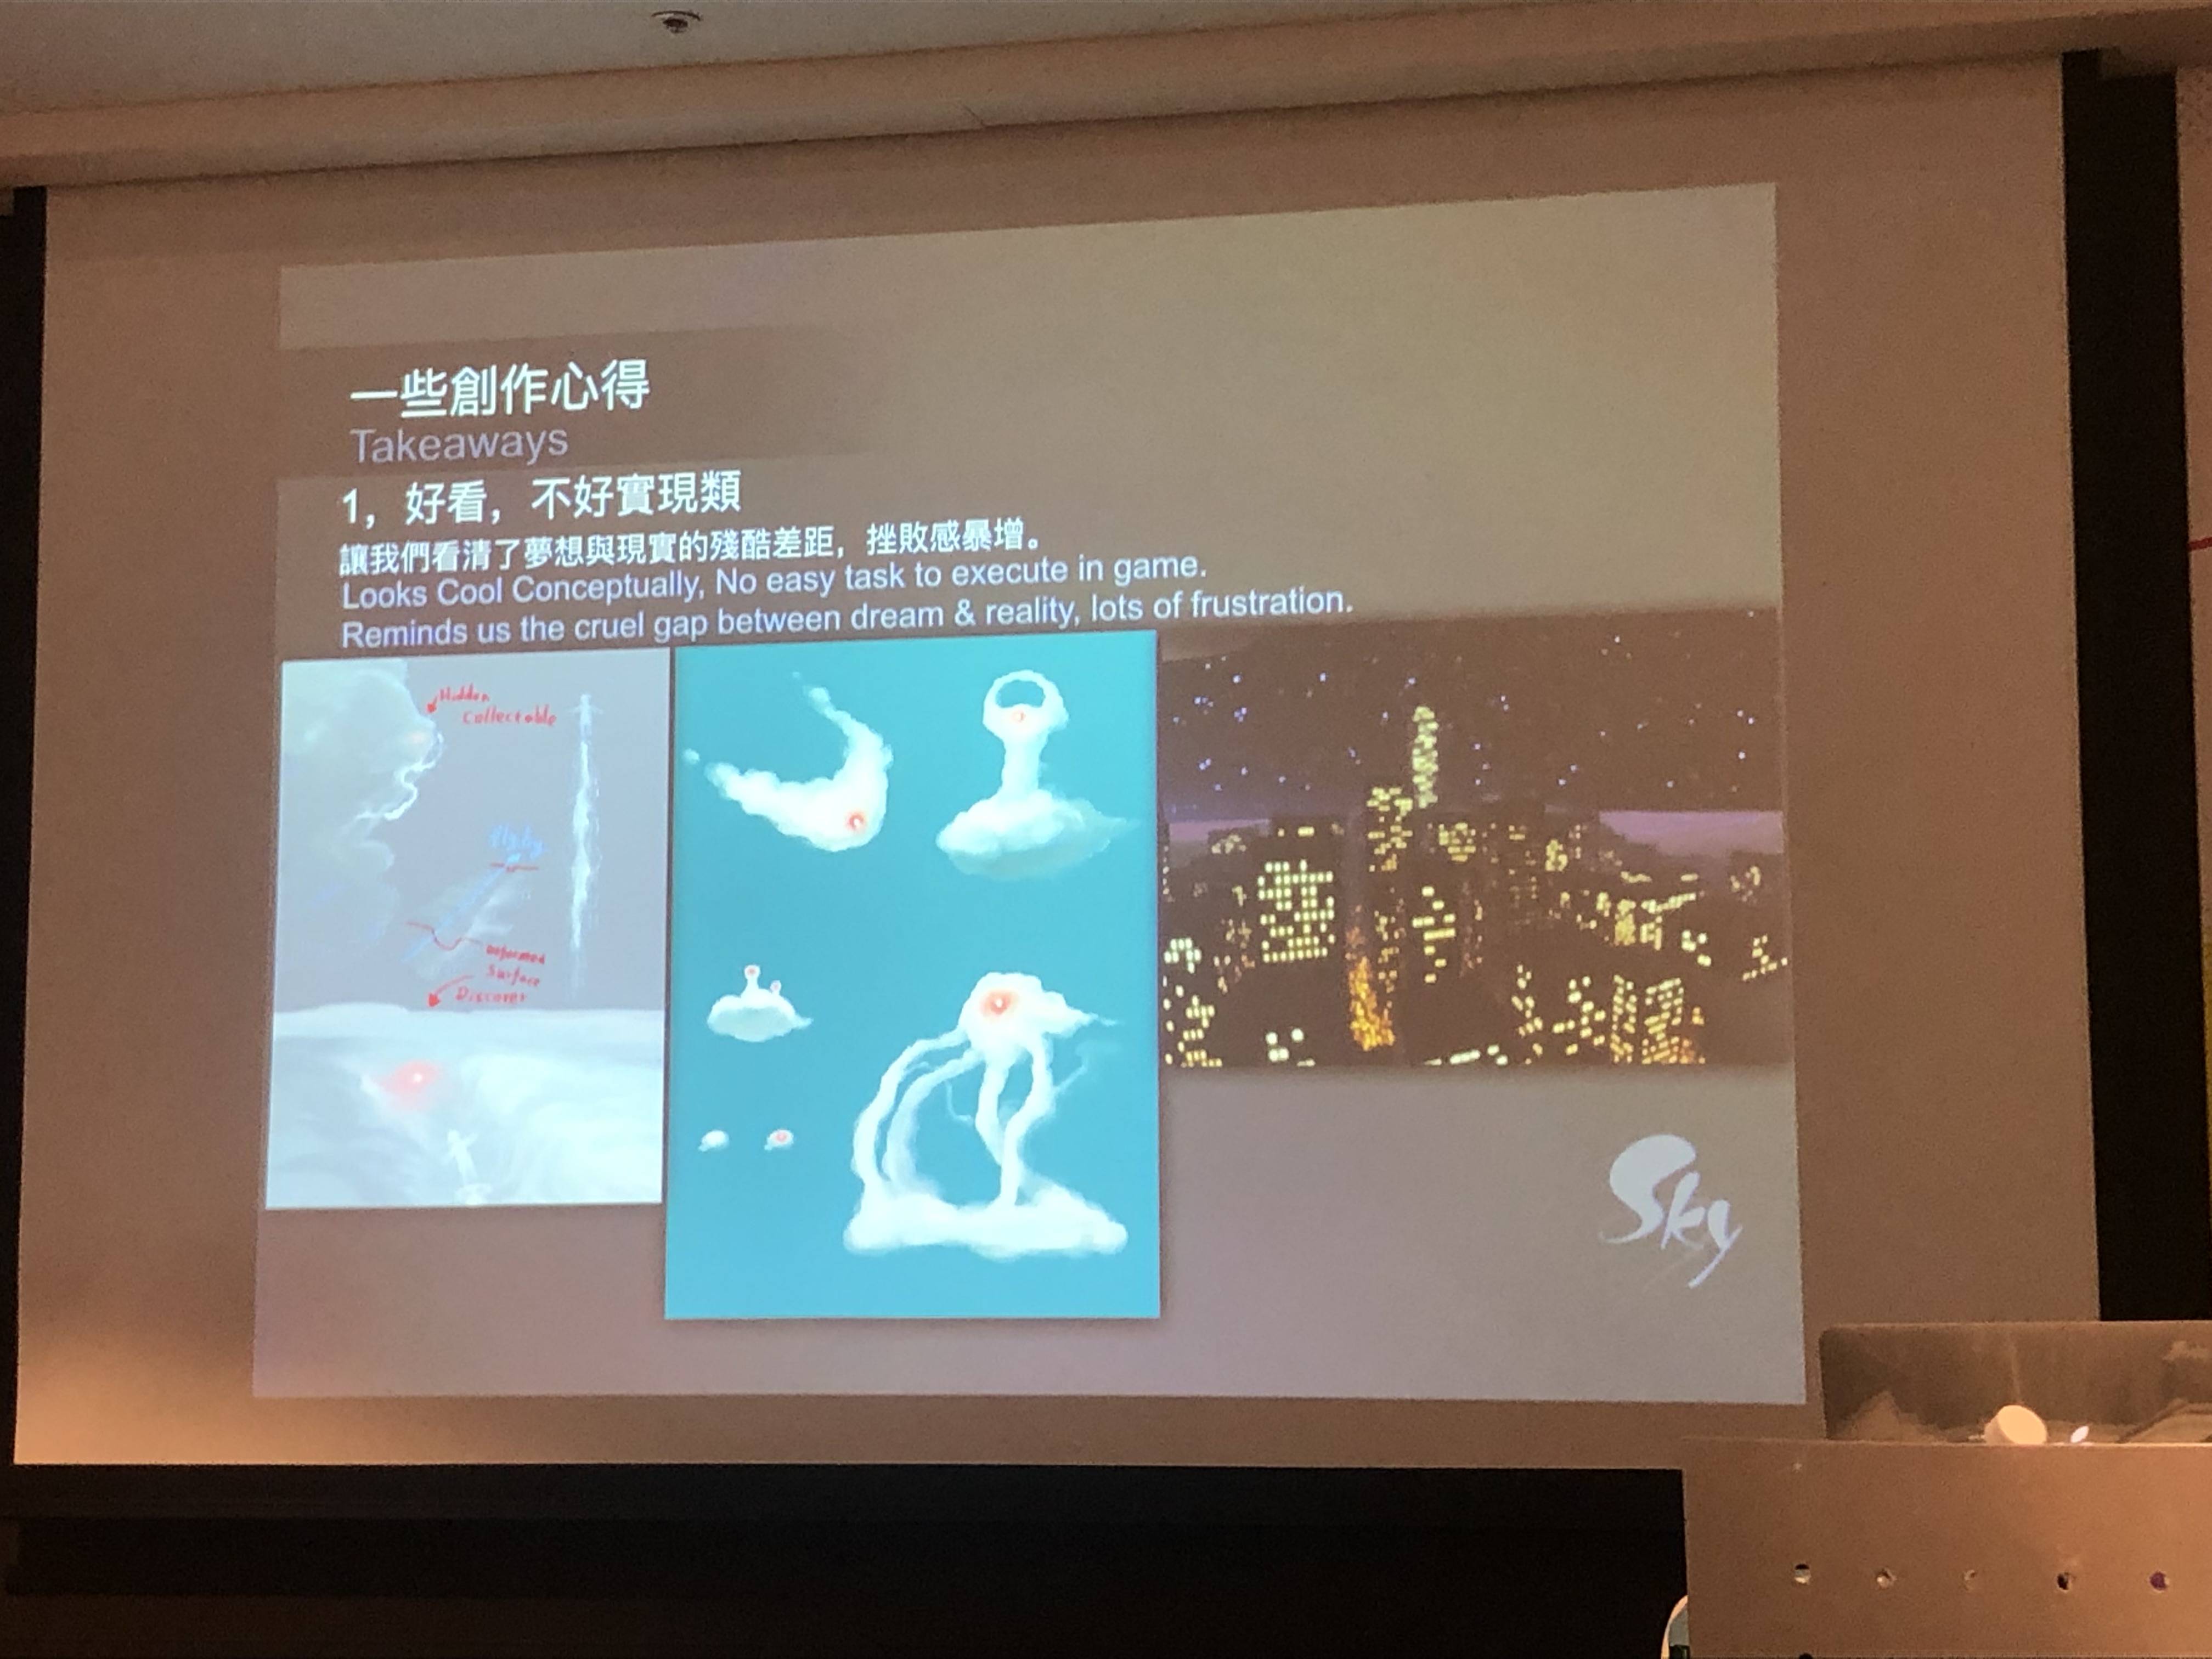 一些創作心得
Takeaways
1，好看，不好實現類
讓我們看清了夢想與現實的殘酷差距，挫敗感暴增。
Looks Cool Conceptually, No easy task to execute in game.
Reminds us the cruel gap between dream & reality, lots of frustration.
Hidden
Collectable
fly by
Deformed
Surface
Discover
Sky